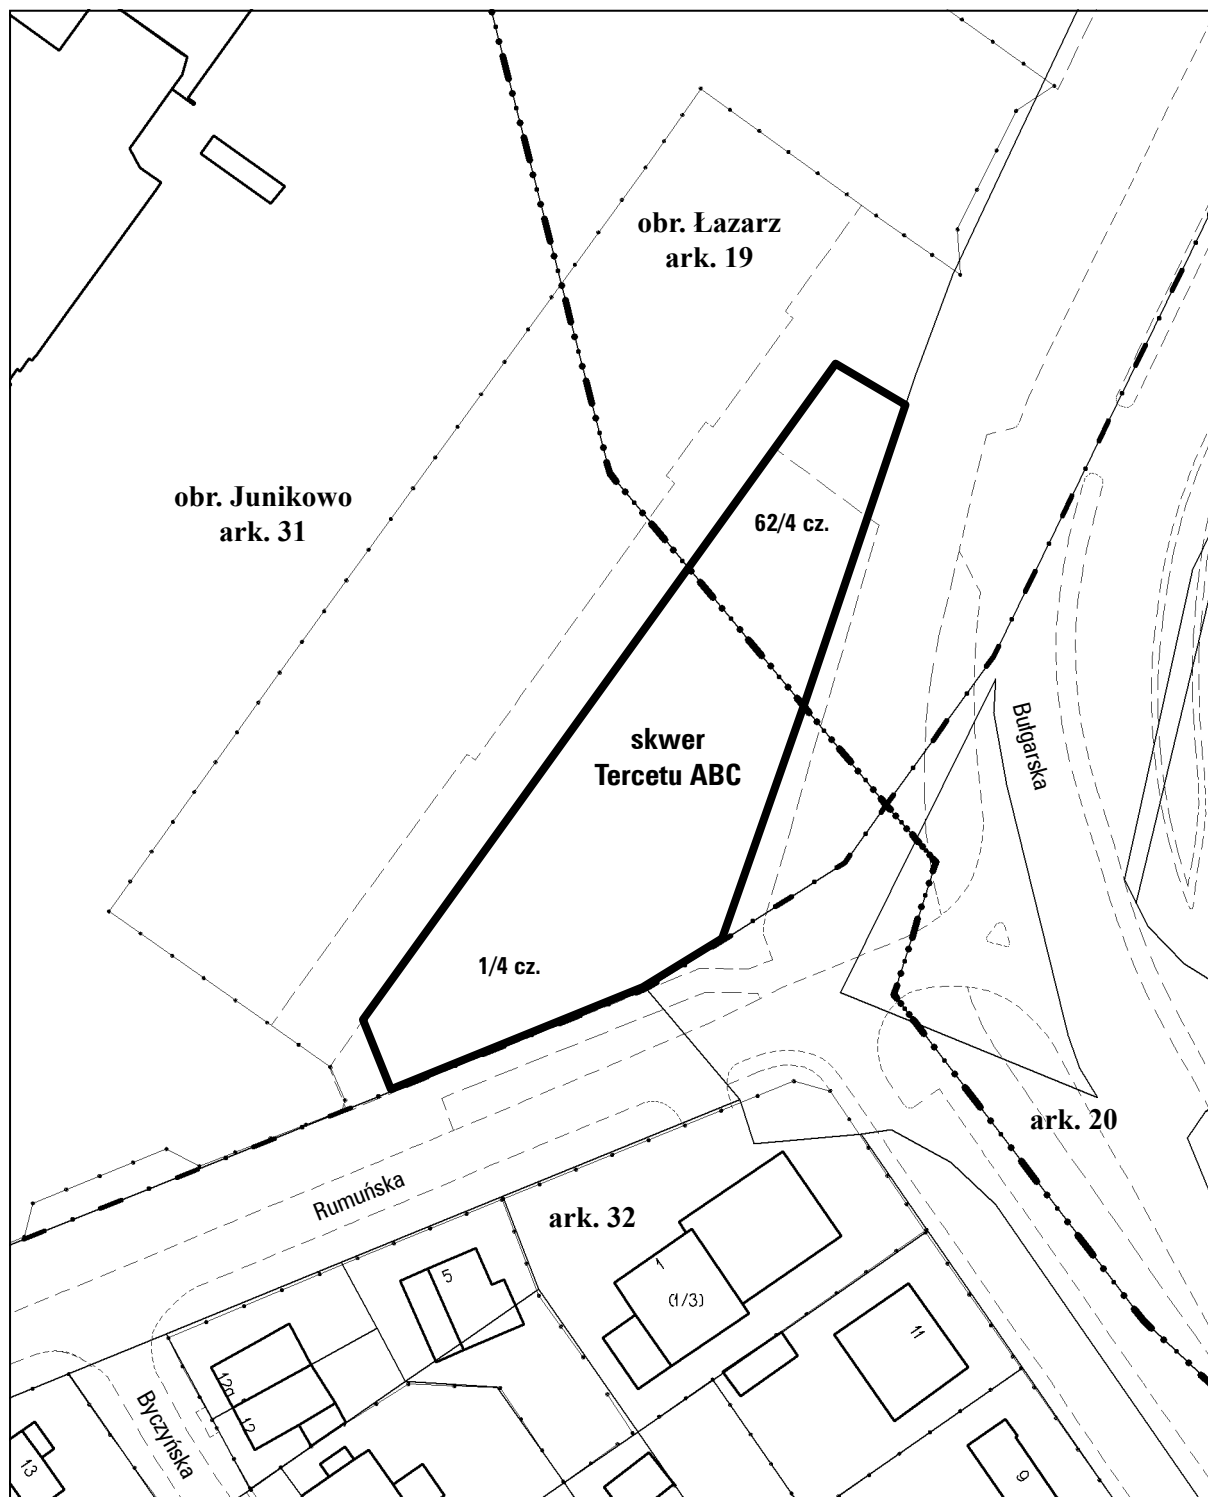 obr. Łazarz
ark. 19
obr. Junikowo
ark. 31
62/4 cz.
skwer
Tercetu ABC
Bułgarska
1/4 cz.
ark. 20
Rumuńska
ark. 32
5
1
(1/3)
11
12a
12
Byczyńska
13
9